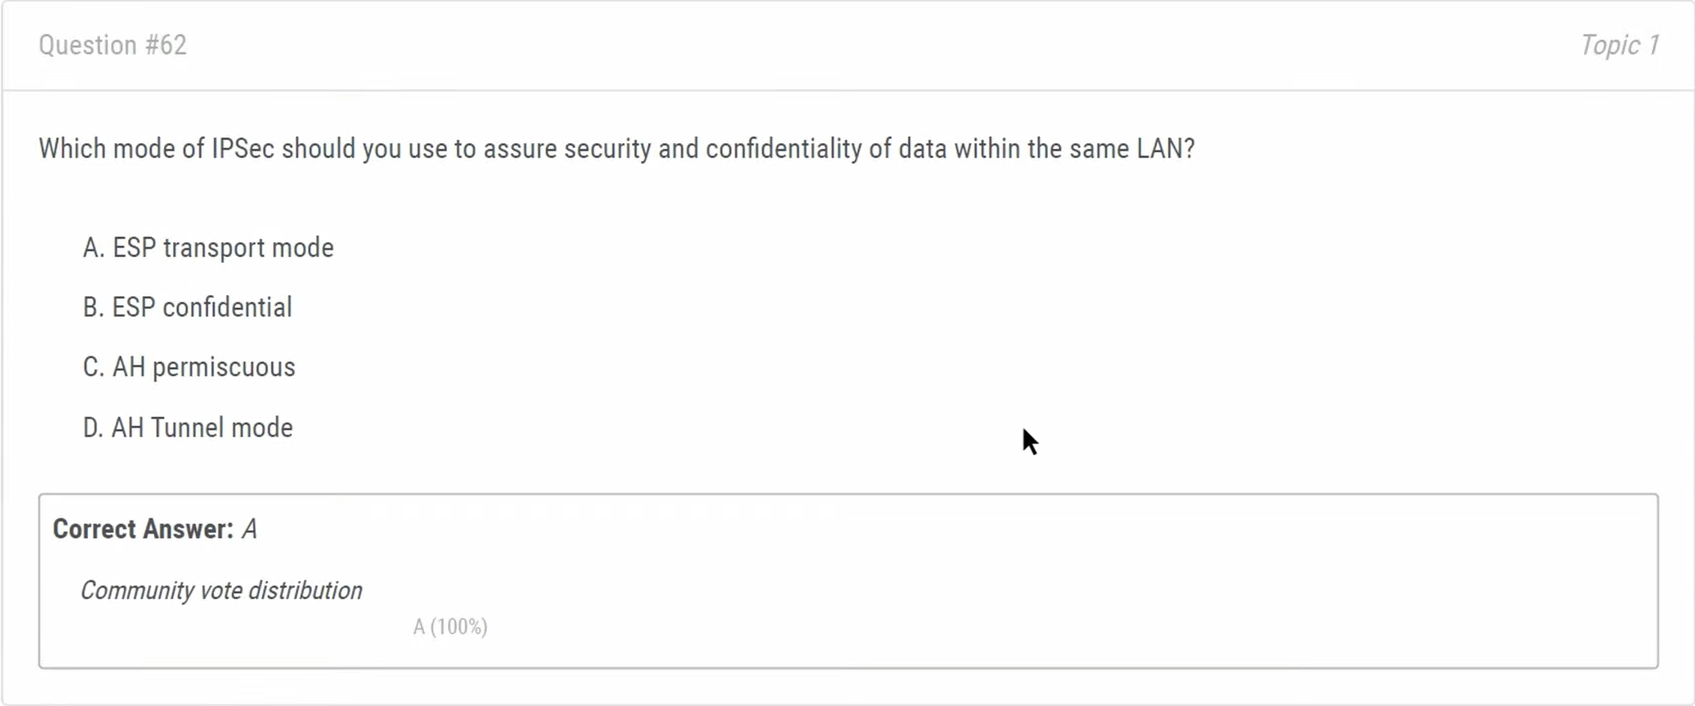 Question #62
Topic 1
Which mode of IPSec should you use to assure security and confidentiality of data within the same LAN?
A. ESP transport mode
B. ESP confidential
C. AH permiscuous
D. AH Tunnel mode
Correct Answer: A
Community vote distribution
A (100%)